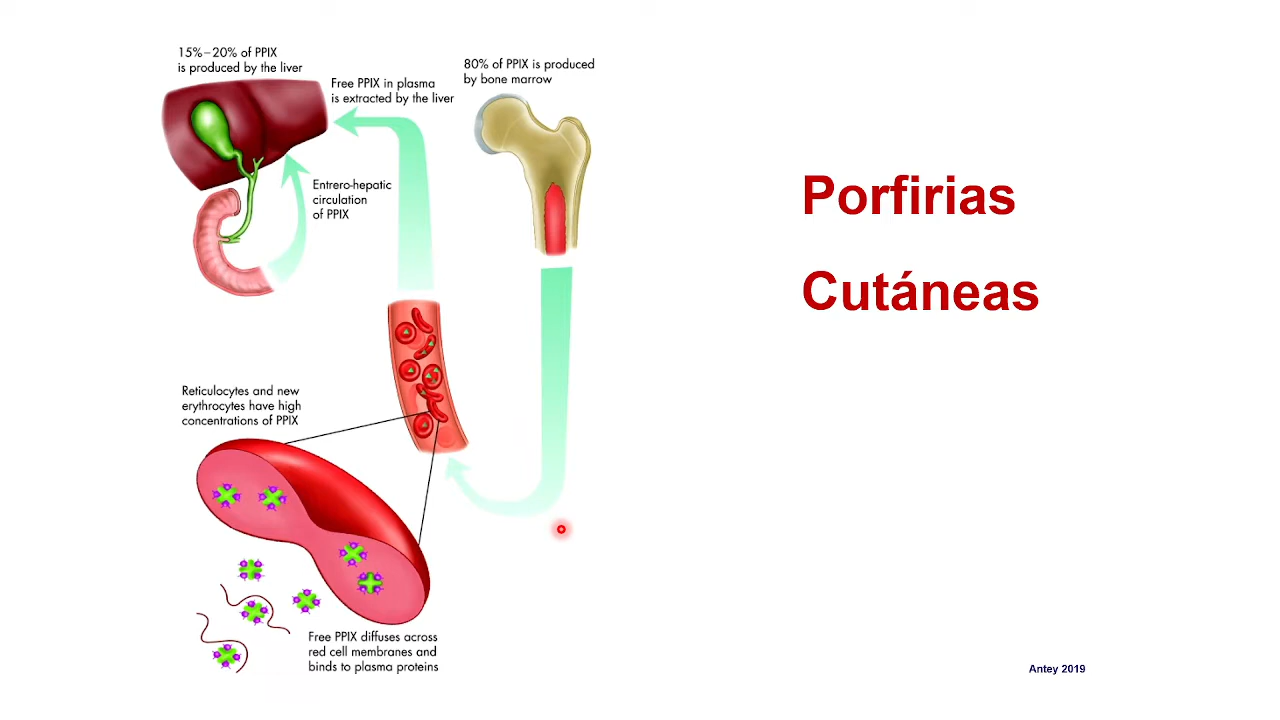 15%–20% of PPIX
is produced by the liver
Free PPIX in plasma
is extracted by the liver
80% of PPIX is produced
by bone marrow
Entrero-hepatic
circulation
of PPIX
Porfirias
Cutáneas
Reticulocytes and new
erythrocytes have high
concentrations of PPIX
Free PPIX diffuses across
red cell membranes and
binds to plasma proteins
Antey 2019